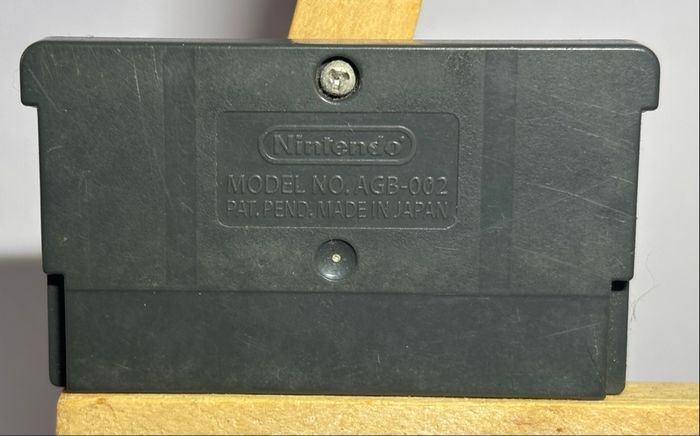 Nintendo
MODEL NO. AGB-002
PAT. PEND. MADE IN JAPAN